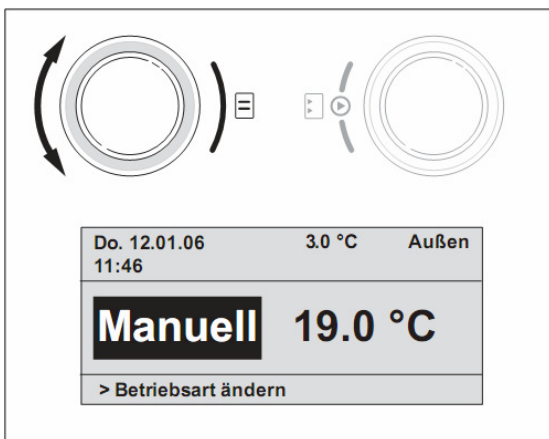 Do. 12.01.06 3.0 °C Außen
11:46
Manuell 19.0 °C
> Betriebsart ändern